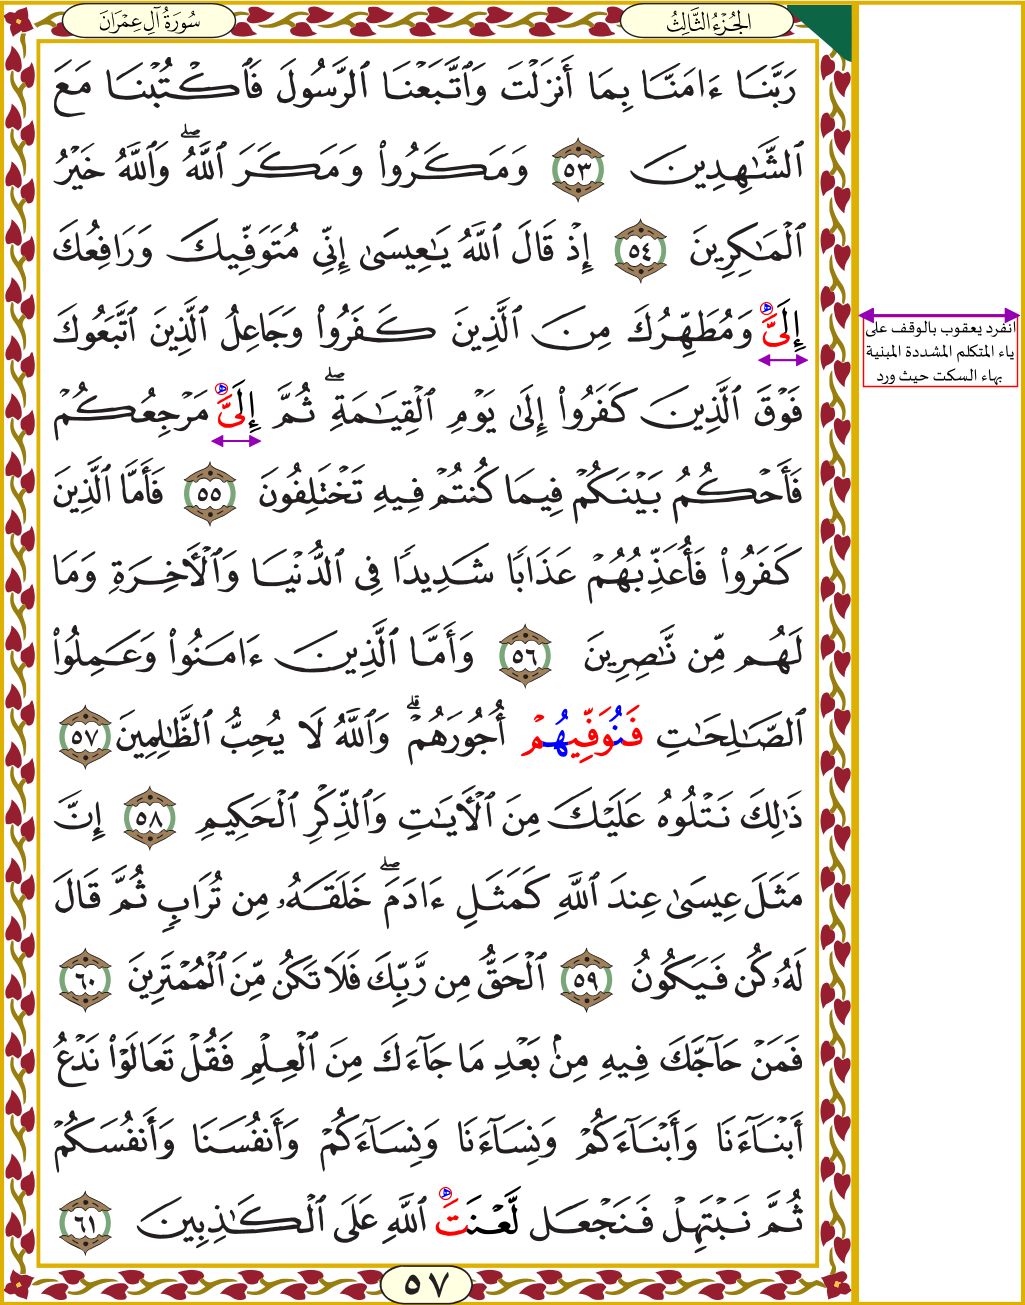 سُورَةُ آلِ عِمْرَانَ
الجُزْءُ الثَّالِثُ
رَبَّنَا ءَامَنَّا بِمَا أَنزَلْتَ وَٱتَّبَعْنَا ٱلرَّسُولَ فَٱكْتُبْنَا مَعَ
ٱلشَّٰهِدِينَ ٥٣ وَمَكَرُوا۟ وَمَكَرَ ٱللَّهُ ۖ وَٱللَّهُ خَيْرُ
ٱلْمَٰكِرِينَ ٥٤ إِذْ قَالَ ٱللَّهُ يَٰعِيسَىٰ إِنِّي مُتَوَفِّيكَ وَرَافِعُكَ
إِلَيَّ وَمُطَهِّرُكَ مِنَ ٱلَّذِينَ كَفَرُوا۟ وَجَاعِلُ ٱلَّذِينَ ٱتَّبَعُوكَ
فَوْقَ ٱلَّذِينَ كَفَرُوا۟ إِلَىٰ يَوْمِ ٱلْقِيَٰمَةِ ۖ ثُمَّ إِلَيَّ مَرْجِعُكُمْ
فَأَحْكُمُ بَيْنَكُمْ فِيمَا كُنتُمْ فِيهِ تَخْتَلِفُونَ ٥٥ فَأَمَّا ٱلَّذِينَ
كَفَرُوا۟ فَأُعَذِّبُهُمْ عَذَابًا شَدِيدًا فِي ٱلدُّنْيَا وَٱلْأَخِرَةِ وَمَا
لَهُم مِّن نَّٰصِرِينَ ٥٦ وَأَمَّا ٱلَّذِينَ ءَامَنُوا۟ وَعَمِلُوا۟
ٱلصَّٰلِحَٰتِ فَنُوَفِّيهُمْ أُجُورَهُمْ ۗ وَٱللَّهُ لَا يُحِبُّ ٱلظَّٰلِمِينَ ٥٧
ذَٰلِكَ نَتْلُوهُ عَلَيْكَ مِنَ ٱلْأَيَٰتِ وَٱلذِّكْرِ ٱلْحَكِيمِ ٥٨ إِنَّ
مَثَلَ عِيسَىٰ عِندَ ٱللَّهِ كَمَثَلِ ءَادَمَ ۖ خَلَقَهُۥ مِن تُرَابٍ ثُمَّ قَالَ
لَهُۥ كُن فَيَكُونُ ٥٩ ٱلْحَقُّ مِن رَّبِّكَ فَلَا تَكُن مِّنَ ٱلْمُمْتَرِينَ ٦٠
فَمَنْ حَآجَّكَ فِيهِ مِنۢ بَعْدِ مَا جَآءَكَ مِنَ ٱلْعِلْمِ فَقُلْ تَعَالَوْا۟ نَدْعُ
أَبْنَآءَنَا وَأَبْنَآءَكُمْ وَنِسَآءَنَا وَنِسَآءَكُمْ وَأَنفُسَنَا وَأَنفُسَكُمْ
ثُمَّ نَبْتَهِلْ فَنَجْعَل لَّعْنَتَ ٱللَّهِ عَلَى ٱلْكَٰذِبِينَ ٦١
٥٧
انفرد يعقوب بالوقف على
ياء المتكلم المشددة المبنية
بهاء السكت حيث ورد